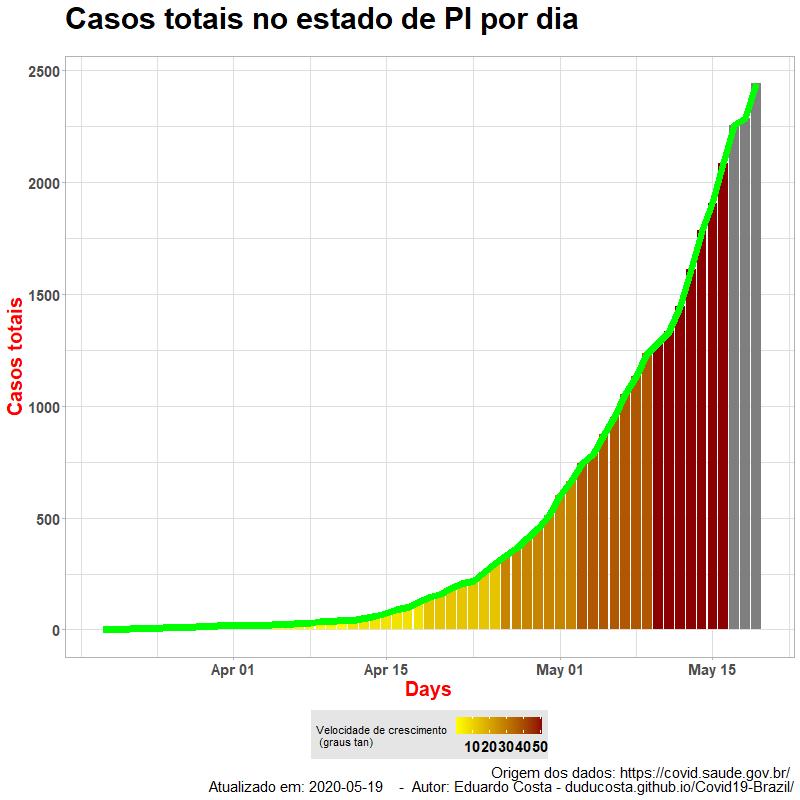 Casos totais no estado de PI por dia
Casos totais
2500
2000
1500
1000
500
0
Apr 01
Apr 15
May 01
May 15
Days
Velocidade de crescimento
(graus tan)
1020304050
Origem dos dados: https://covid.saude.gov.br/
Atualizado em: 2020-05-19 - Autor: Eduardo Costa - duducosta.github.io/Covid19-Brazil/